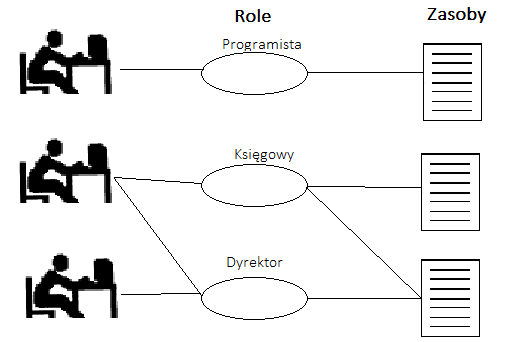 Role
Zasoby
Programista
Księgowy
Dyrektor